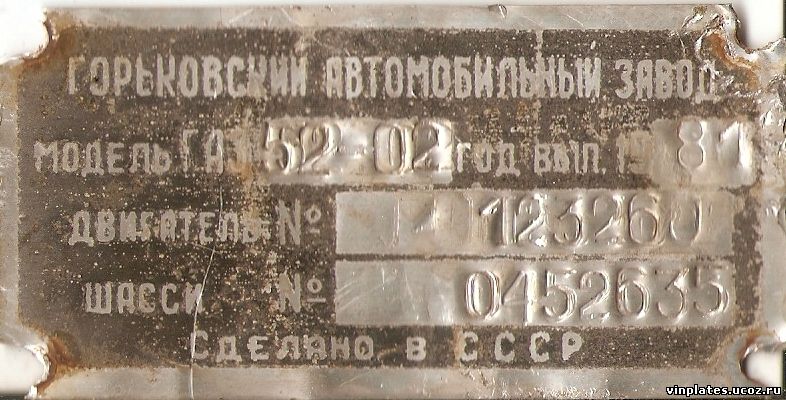 ГОРЬКОВСКИЙ АВТОМОБИЛЬНЫЙ ЗАВОД
МОДЕЛЬ ГАЗ 52-02 ГОД ВЫП. 1981
ДВИГАТЕЛЬ №
ШАССИ № 0452635
СДЕЛАНО В СССР
vinplates.ucoz.ru